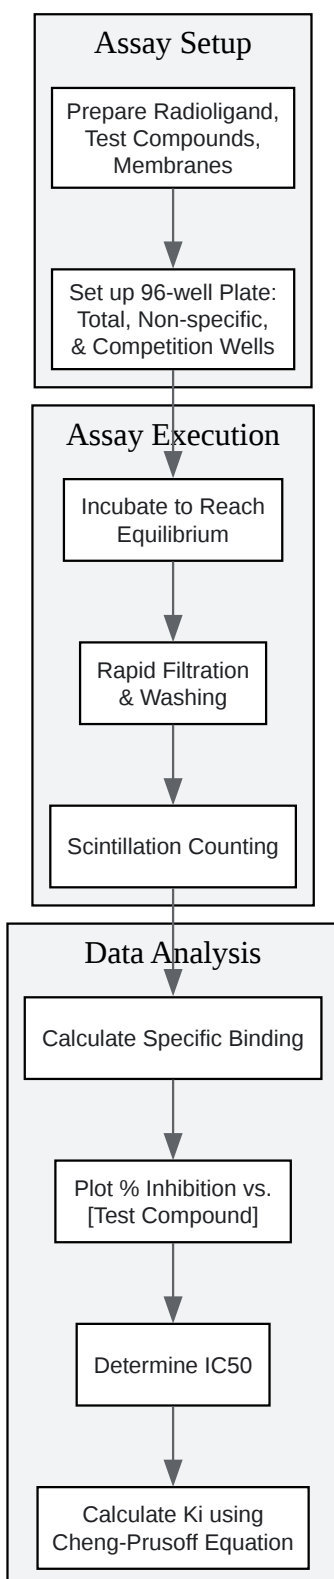 Assay Setup
Prepare Radioligand,
Test Compounds,
Membranes
Set up 96-well Plate:
Total, Non-specific,
& Competition Wells
Assay Execution
Incubate to Reach
Equilibrium
Rapid Filtration
& Washing
Scintillation Counting
Data Analysis
Calculate Specific Binding
Plot % Inhibition vs.
[Test Compound]
Determine IC50
Calculate Ki using
Cheng-Prusoff Equation